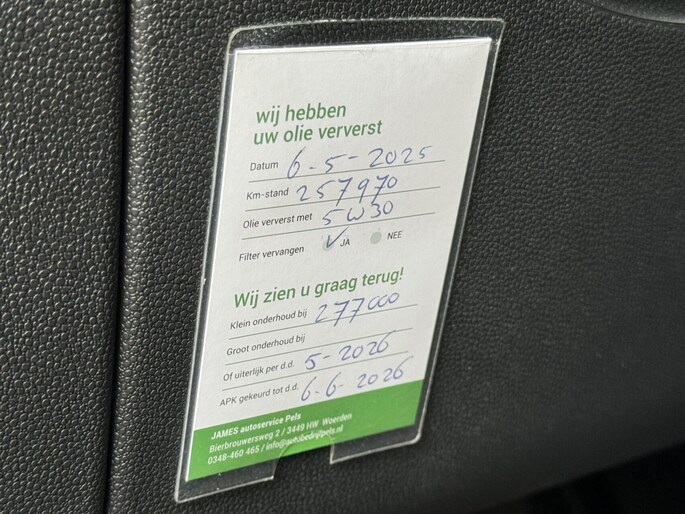 wij hebben
uw olie ververst
Datum 6-5-2025
Km-stand 257970
Olie ververst met 5W30
Filter vervangen ✓ JA NEE
Wij zien u graag terug!
Klein onderhoud bij 277000
Groot onderhoud bij
Of uiterlijk per d.d. 5-2026
APK gekeurd tot d.d. 6-6-2026
JAMES autoservice Pels
Bierbrouwersweg 2 / 3449 HW Woerden
0348-460 465 / info@autobedrijfpels.nl